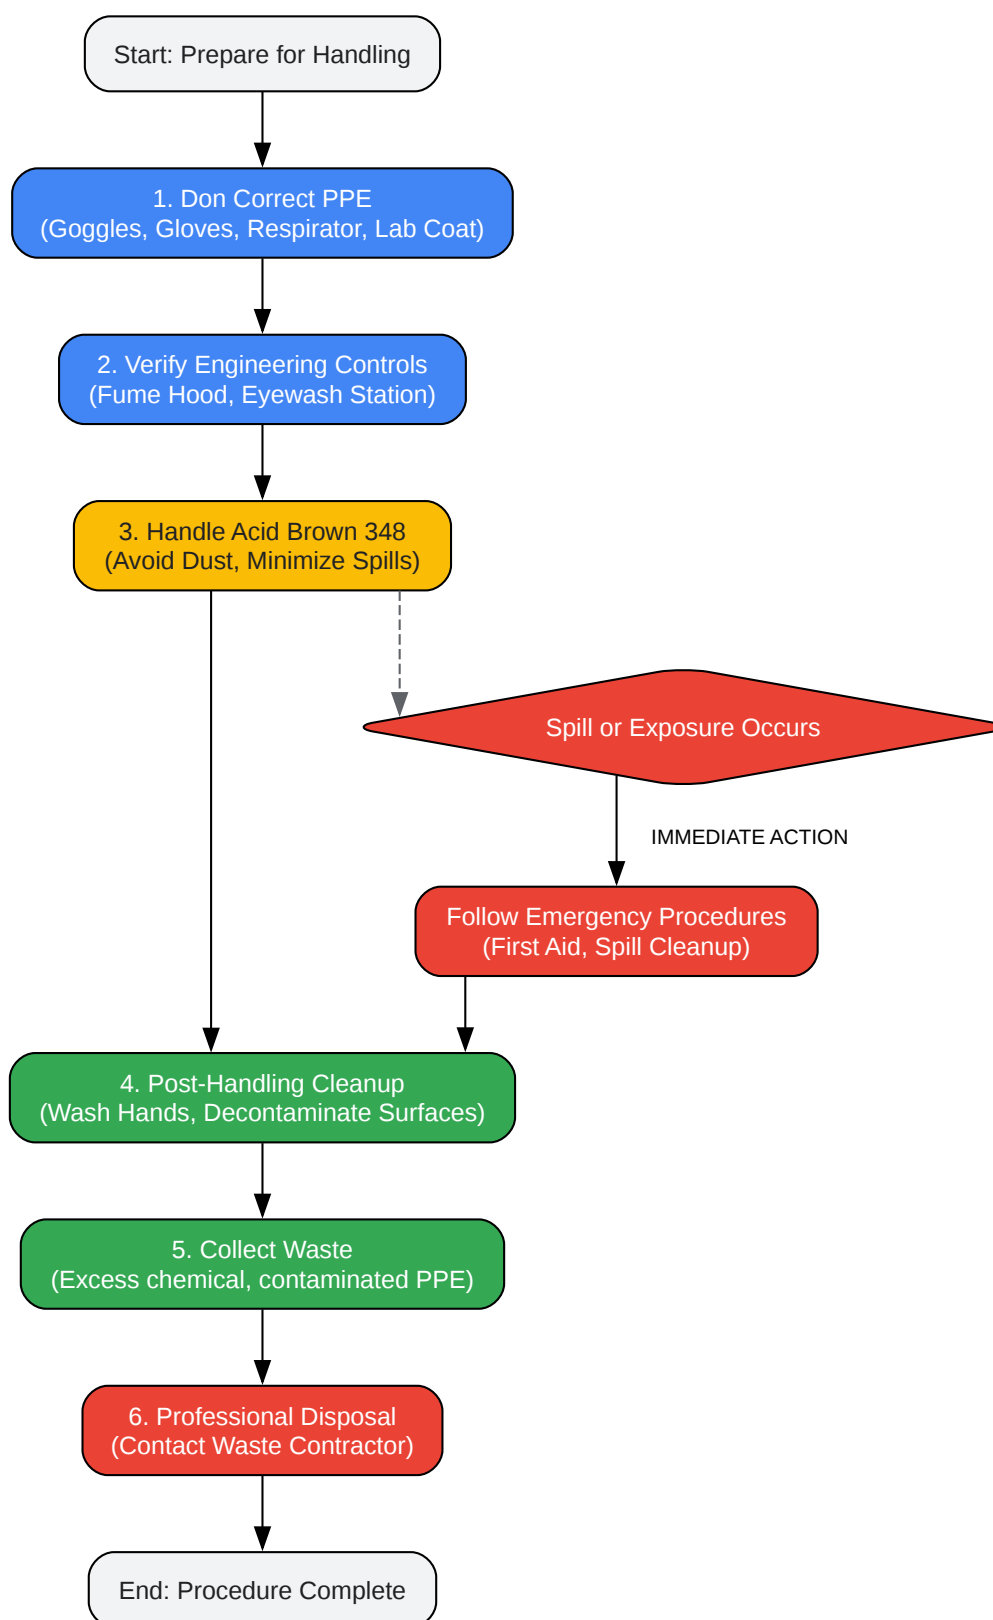 Start: Prepare for Handling
1. Don Correct PPE
(Goggles, Gloves, Respirator, Lab Coat)
2. Verify Engineering Controls
(Fume Hood, Eyewash Station)
3. Handle Acid Brown 348
(Avoid Dust, Minimize Spills)
Spill or Exposure Occurs
IMMEDIATE ACTION
Follow Emergency Procedures
(First Aid, Spill Cleanup)
4. Post-Handling Cleanup
(Wash Hands, Decontaminate Surfaces)
5. Collect Waste
(Excess chemical, contaminated PPE)
6. Professional Disposal
(Contact Waste Contractor)
End: Procedure Complete